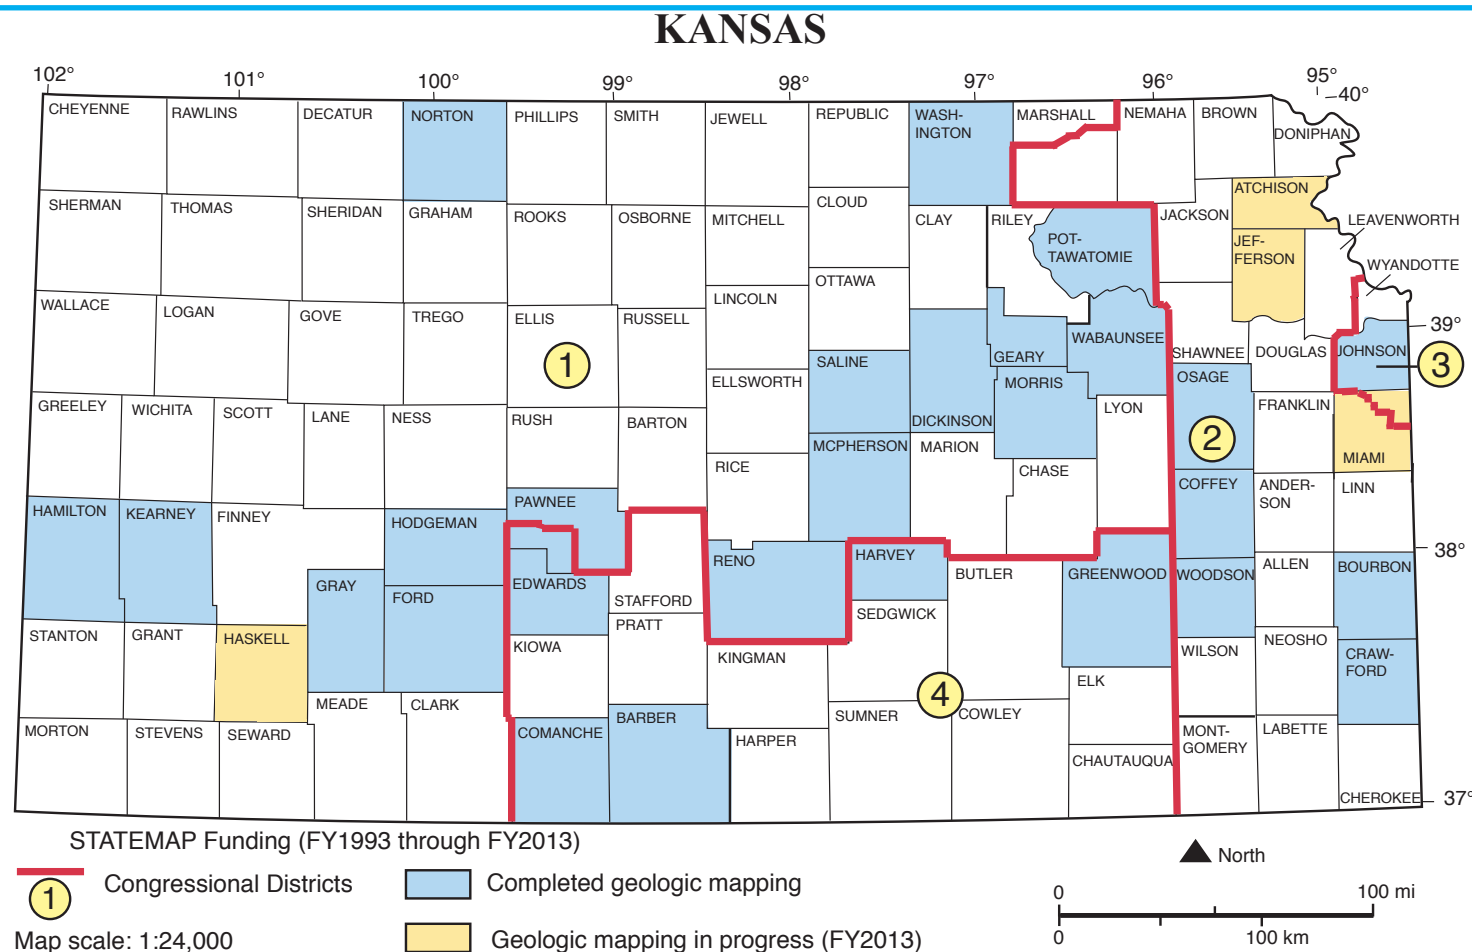 KANSAS
102°
101°
100°
99°
98°
97°
96°
95°
40°
CHEYENNE
RAWLINS
DECATUR
NORTON
PHILLIPS
SMITH
JEWELL
REPUBLIC
WASH-
INGTON
MARSHALL
NEMAHA
BROWN
DONIPHAN
SHERMAN
THOMAS
SHERIDAN
GRAHAM
ROOKS
OSBORNE
MITCHELL
CLOUD
CLAY
RILEY
POT-
TAWATOMIE
JACKSON
ATCHISON
JEF-
FERSON
LEAVENWORTH
WYANDOTTE
WALLACE
LOGAN
GOVE
TREGO
ELLIS
RUSSELL
LINCOLN
OTTAWA
39°
1
SALINE
DICKINSON
GEARY
MORRIS
WABAUNSEE
SHAWNEE
DOUGLAS
JOHNSON
3
OSAGE
ELLSWORTH
GREELEY
WICHITA
SCOTT
LANE
NESS
RUSH
BARTON
RICE
MCPHERSON
MARION
CHASE
LYON
2
FRANKLIN
MIAMI
HAMILTON
KEARNEY
FINNEY
HODGEMAN
PAWNEE
COFFEY
ANDER-
SON
LINN
38°
GRAY
FORD
EDWARDS
STAFFORD
RENO
HARVEY
BUTLER
GREENWOOD
WOODSON
ALLEN
BOURBON
STANTON
GRANT
HASKELL
KIOWA
PRATT
KINGMAN
SEDGWICK
ELK
WILSON
NEOSHO
CRAW-
FORD
4
MORTON
STEVENS
SEWARD
MEADE
CLARK
COMANCHE
BARBER
HARPER
SUMNER
COWLEY
CHAUTAUQUA
MONT-
GOMERY
LABETTE
CHEROKEE
37°
STATEMAP Funding (FY1993 through FY2013)
North
1
Congressional Districts
Completed geologic mapping
0
100 mi
Map scale: 1:24,000
Geologic mapping in progress (FY2013)
0
100 km